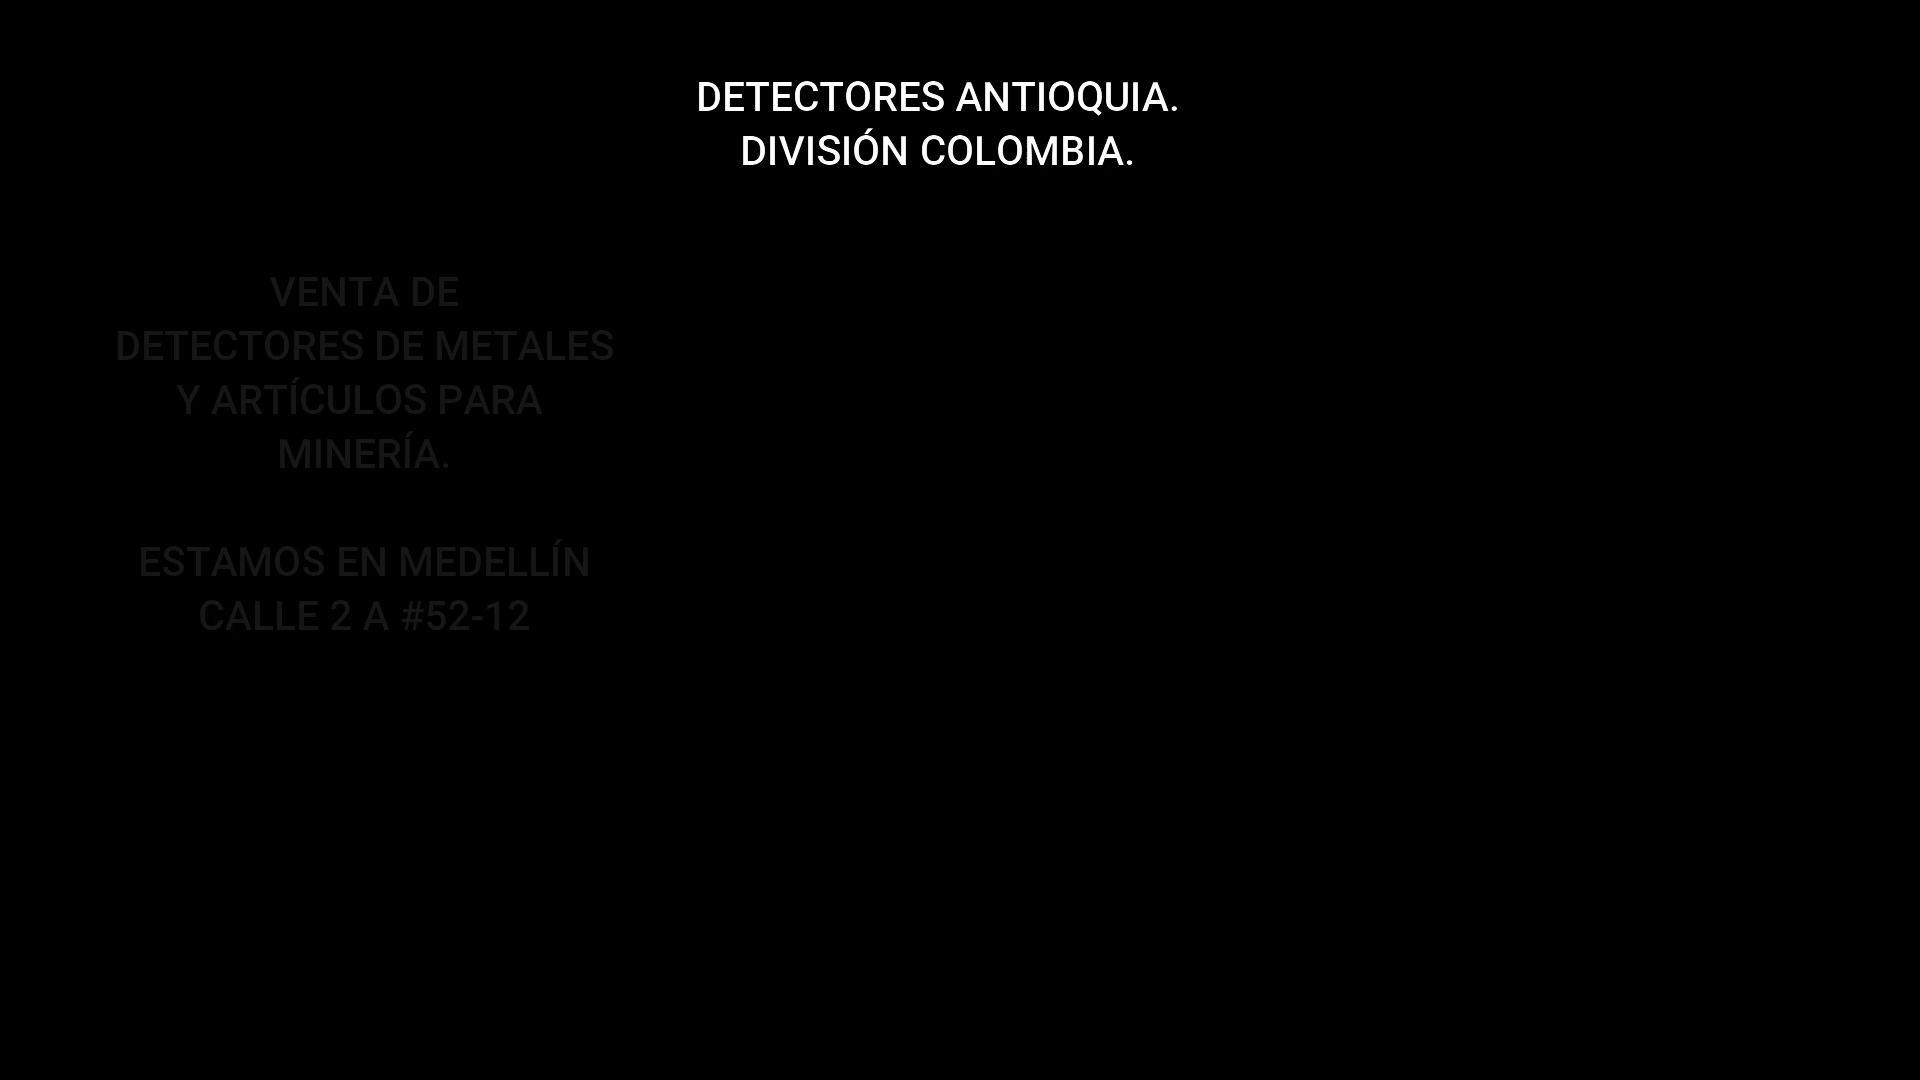 DETECTORES ANTIOQUIA.
DIVISIÓN COLOMBIA.
VENTA DE
DETECTORES DE METALES
Y ARTÍCULOS PARA
MINERÍA.
ESTAMOS EN MEDELLÍN
CALLE 2 A #52-12